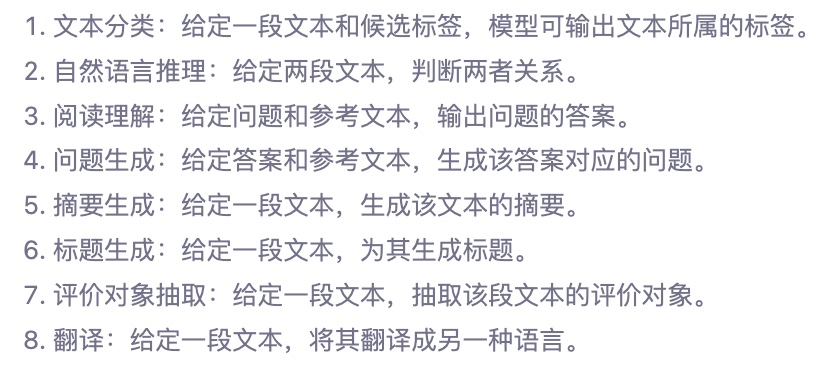 1. 文本分类：给定一段文本和候选标签，模型可输出文本所属的标签。
2. 自然语言推理：给定两段文本，判断两者关系。
3. 阅读理解：给定问题和参考文本，输出问题的答案。
4. 问题生成：给定答案和参考文本，生成该答案对应的问题。
5. 摘要生成：给定一段文本，生成该文本的摘要。
6. 标题生成：给定一段文本，为其生成标题。
7. 评价对象抽取：给定一段文本，抽取该段文本的评价对象。
8. 翻译：给定一段文本，将其翻译成另一种语言。